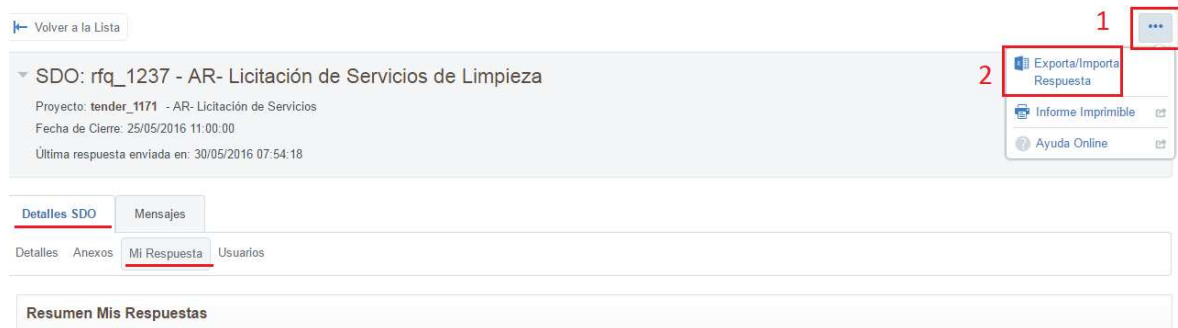 Volver a la Lista
1
•••
SDO: rfq_1237 - AR- Licitación de Servicios de Limpieza
2
Exporta/Importa
Respuesta
Proyecto: tender_1171 - AR- Licitación de Servicios
Informe Imprimible
Fecha de Cierre: 25/05/2016 11:00:00
Ayuda Online
Última respuesta enviada en: 30/05/2016 07:54:18
Detalles SDO Mensajes
Detalles Anexos Mi Respuesta Usuarios
Resumen Mis Respuestas